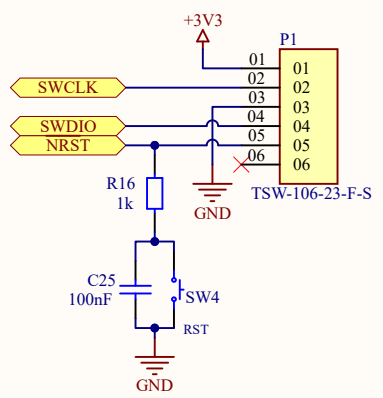 +3V3
P1
01 01
SWCLK 02 02
03 03
SWDIO 04 04
NRST 05 05
06 06
TSW-106-23-F-S
GND
R16
1k
C25
100nF
SW4
RST
GND